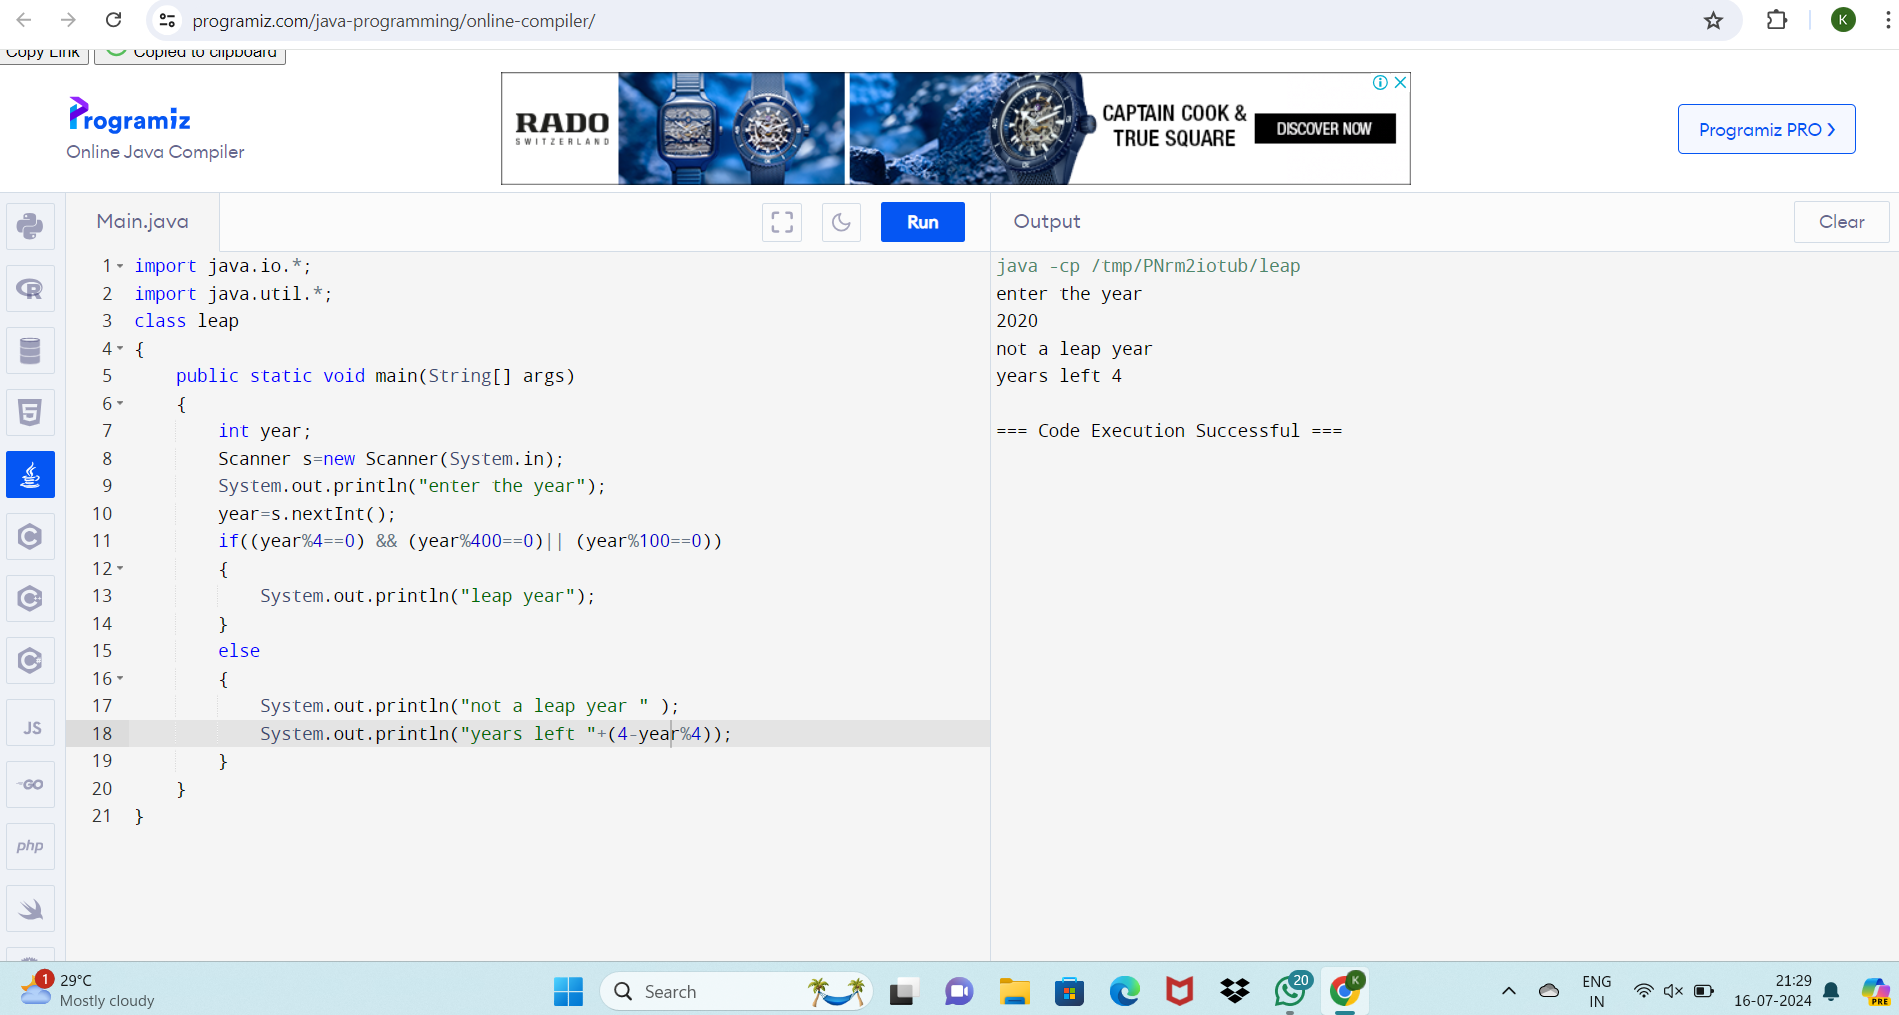 programiz.com/java-programming/online-compiler/
K
Copy Link
Copied to clipboard
Programiz
Online Java Compiler
RADO
SWITZERLAND
CAPTAIN COOK &
TRUE SQUARE
DISCOVER NOW
Programiz PRO
Main.java
Run
Output
Clear
1 import java.io.*;
2 import java.util.*;
3 class leap
4 {
5 public static void main(String[] args)
6 {
7 int year;
8 Scanner s=new Scanner(System.in);
9 System.out.println("enter the year");
10 year=s.nextInt();
11 if((year%4==0) && (year%400==0)|| (year%100==0))
12 {
13 System.out.println("leap year");
14 }
15 else
16 {
17 System.out.println("not a leap year " );
18 System.out.println("years left "+(4-year%4));
19 }
20 }
21 }
java -cp /tmp/PNrm2iotub/leap
enter the year
2020
not a leap year
years left 4
=== Code Execution Successful ===
R
5
C
C
C
JS
GO
php
1
29°C
Mostly cloudy
Search
20
K
ENG
IN
21:29
16-07-2024
PRE